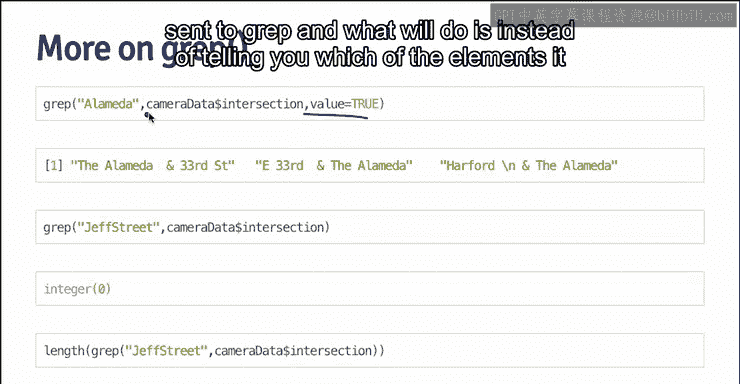 sent to grep and what will do is instead
of telling you which of the elements it
More on grep()
grep("Alameda",cameraData$intersection,value=TRUE)
[1] "The Alameda  & 33rd St"   "E 33rd  & The Alameda"    "Harford \n & The Alameda"
grep("JeffStreet",cameraData$intersection)
integer(0)
length(grep("JeffStreet",cameraData$intersection))